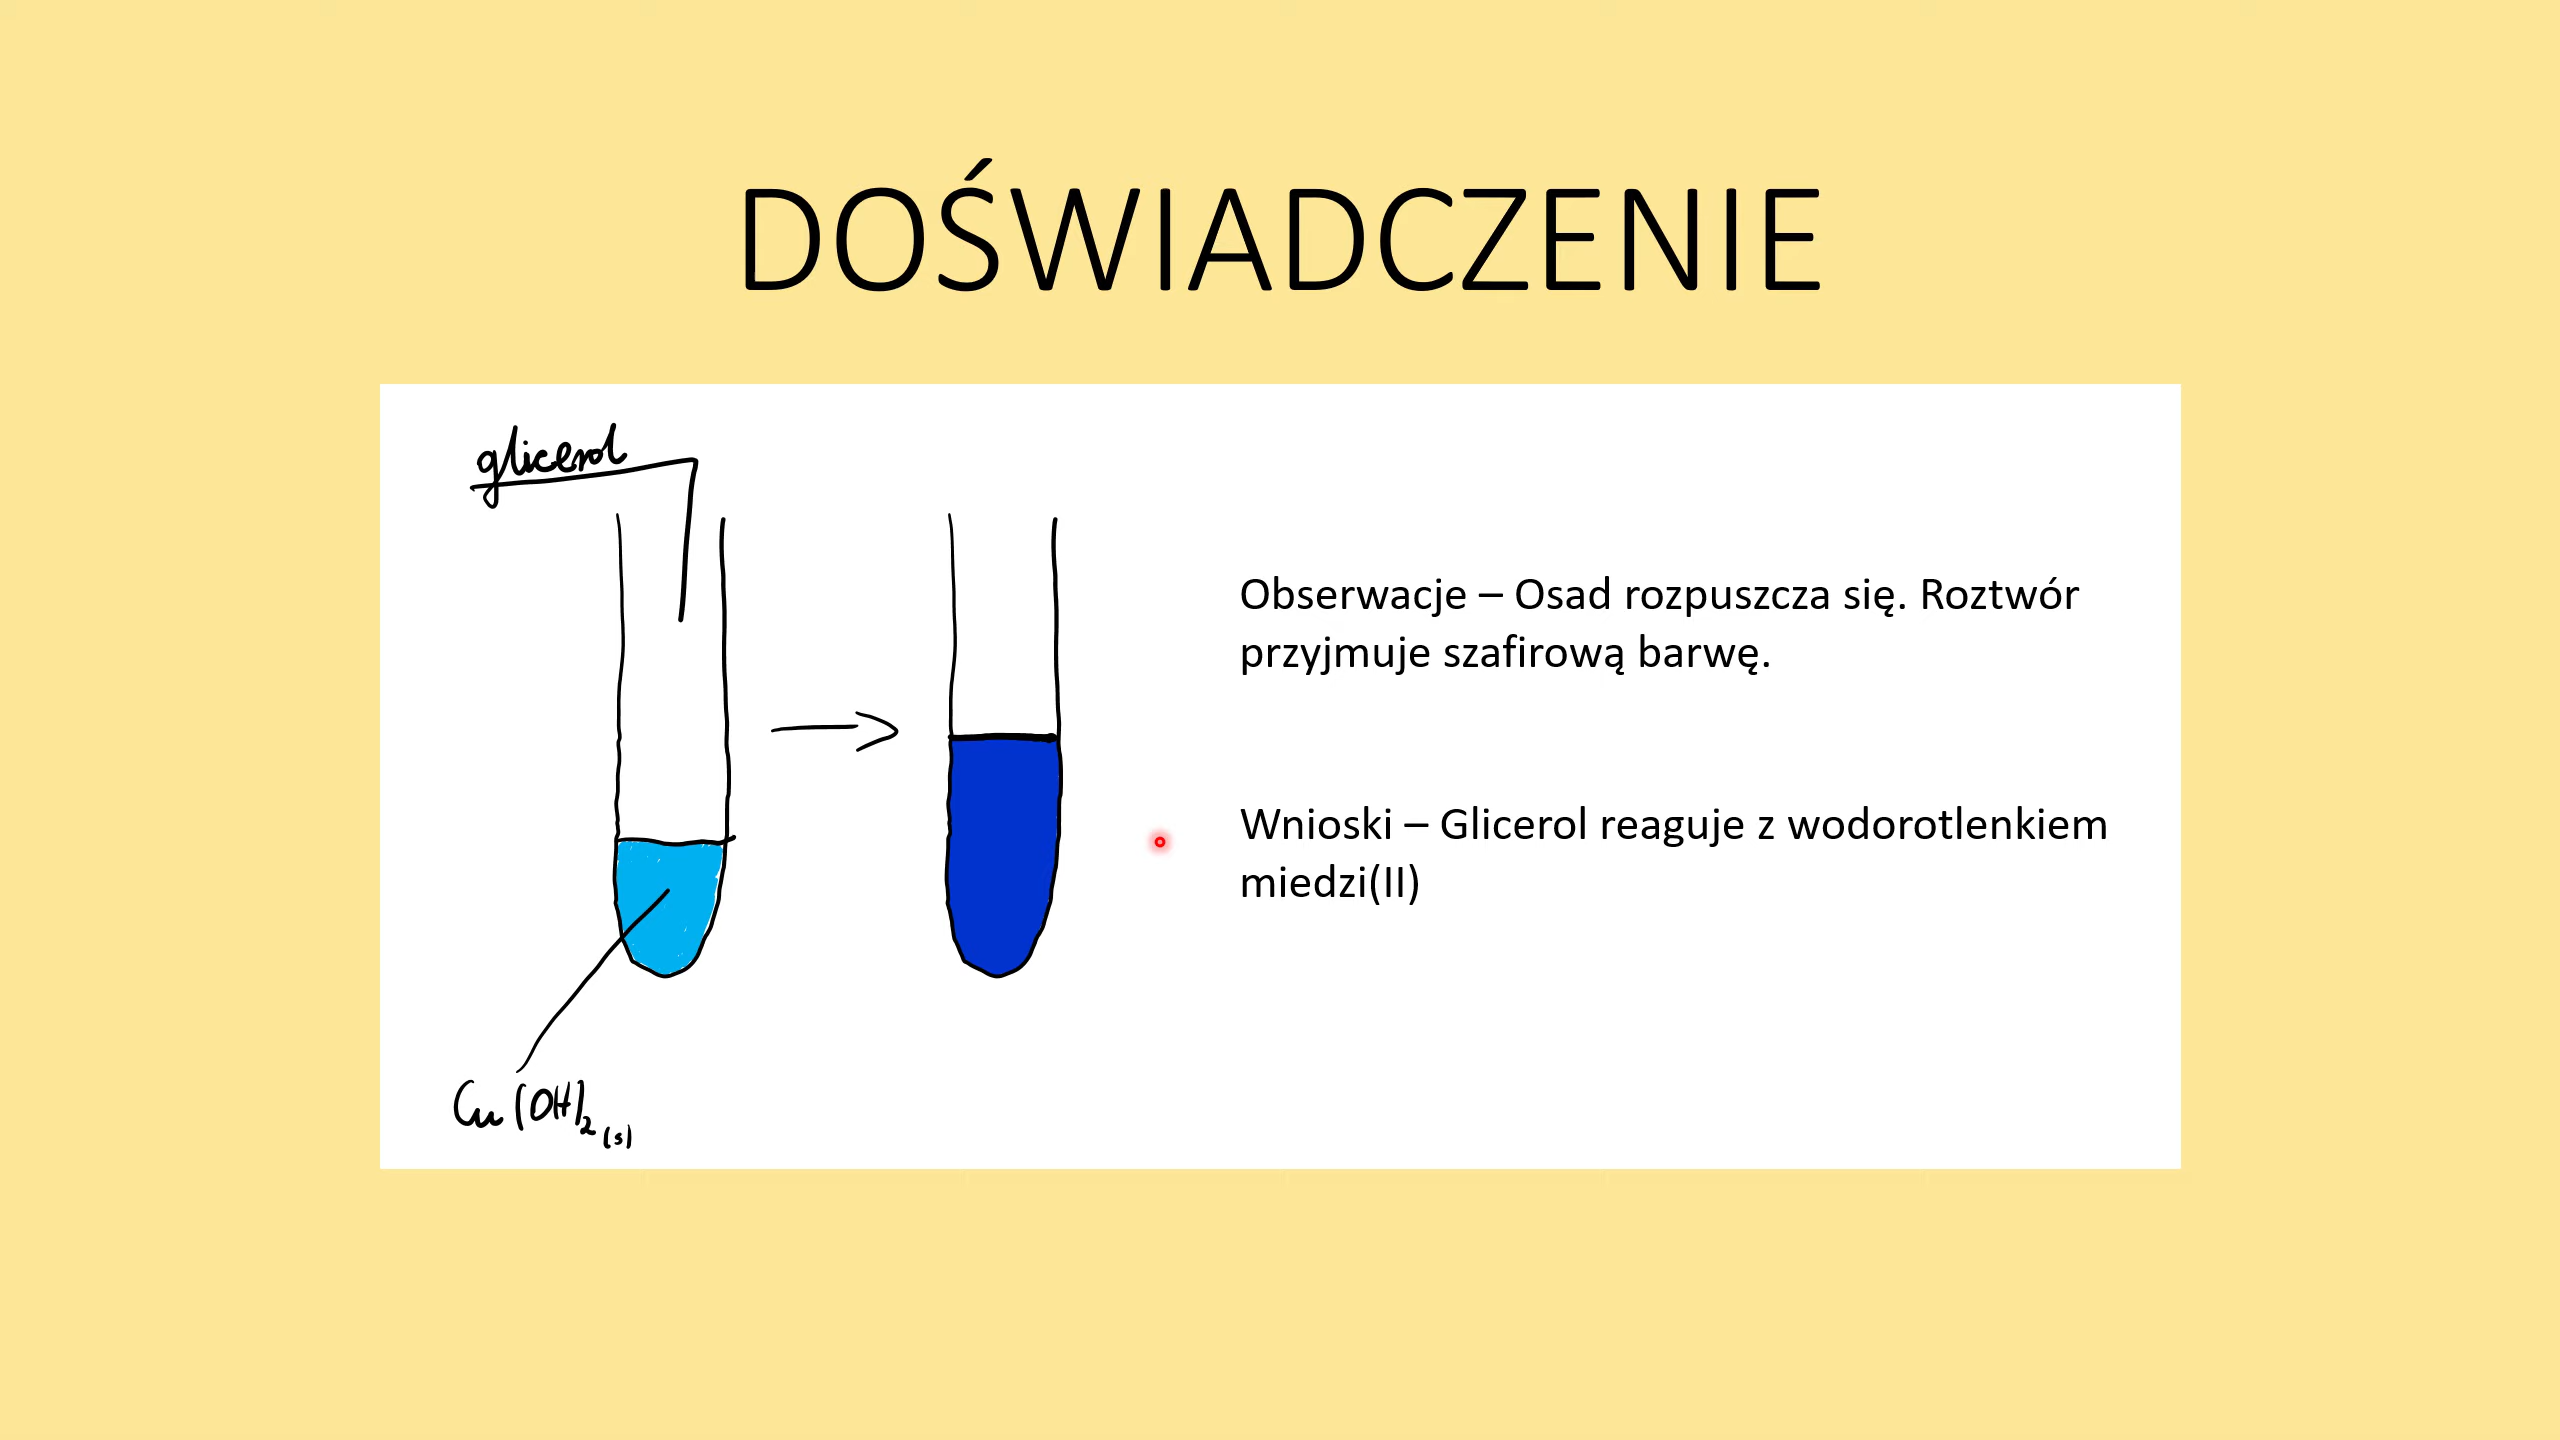 DOŚWIADCZENIE
glicerol
Obserwacje – Osad rozpuszcza się. Roztwór
przyjmuje szafirową barwę.
Wnioski – Glicerol reaguje z wodorotlenkiem
miedzi(II)
Cu(OH)₂(s)